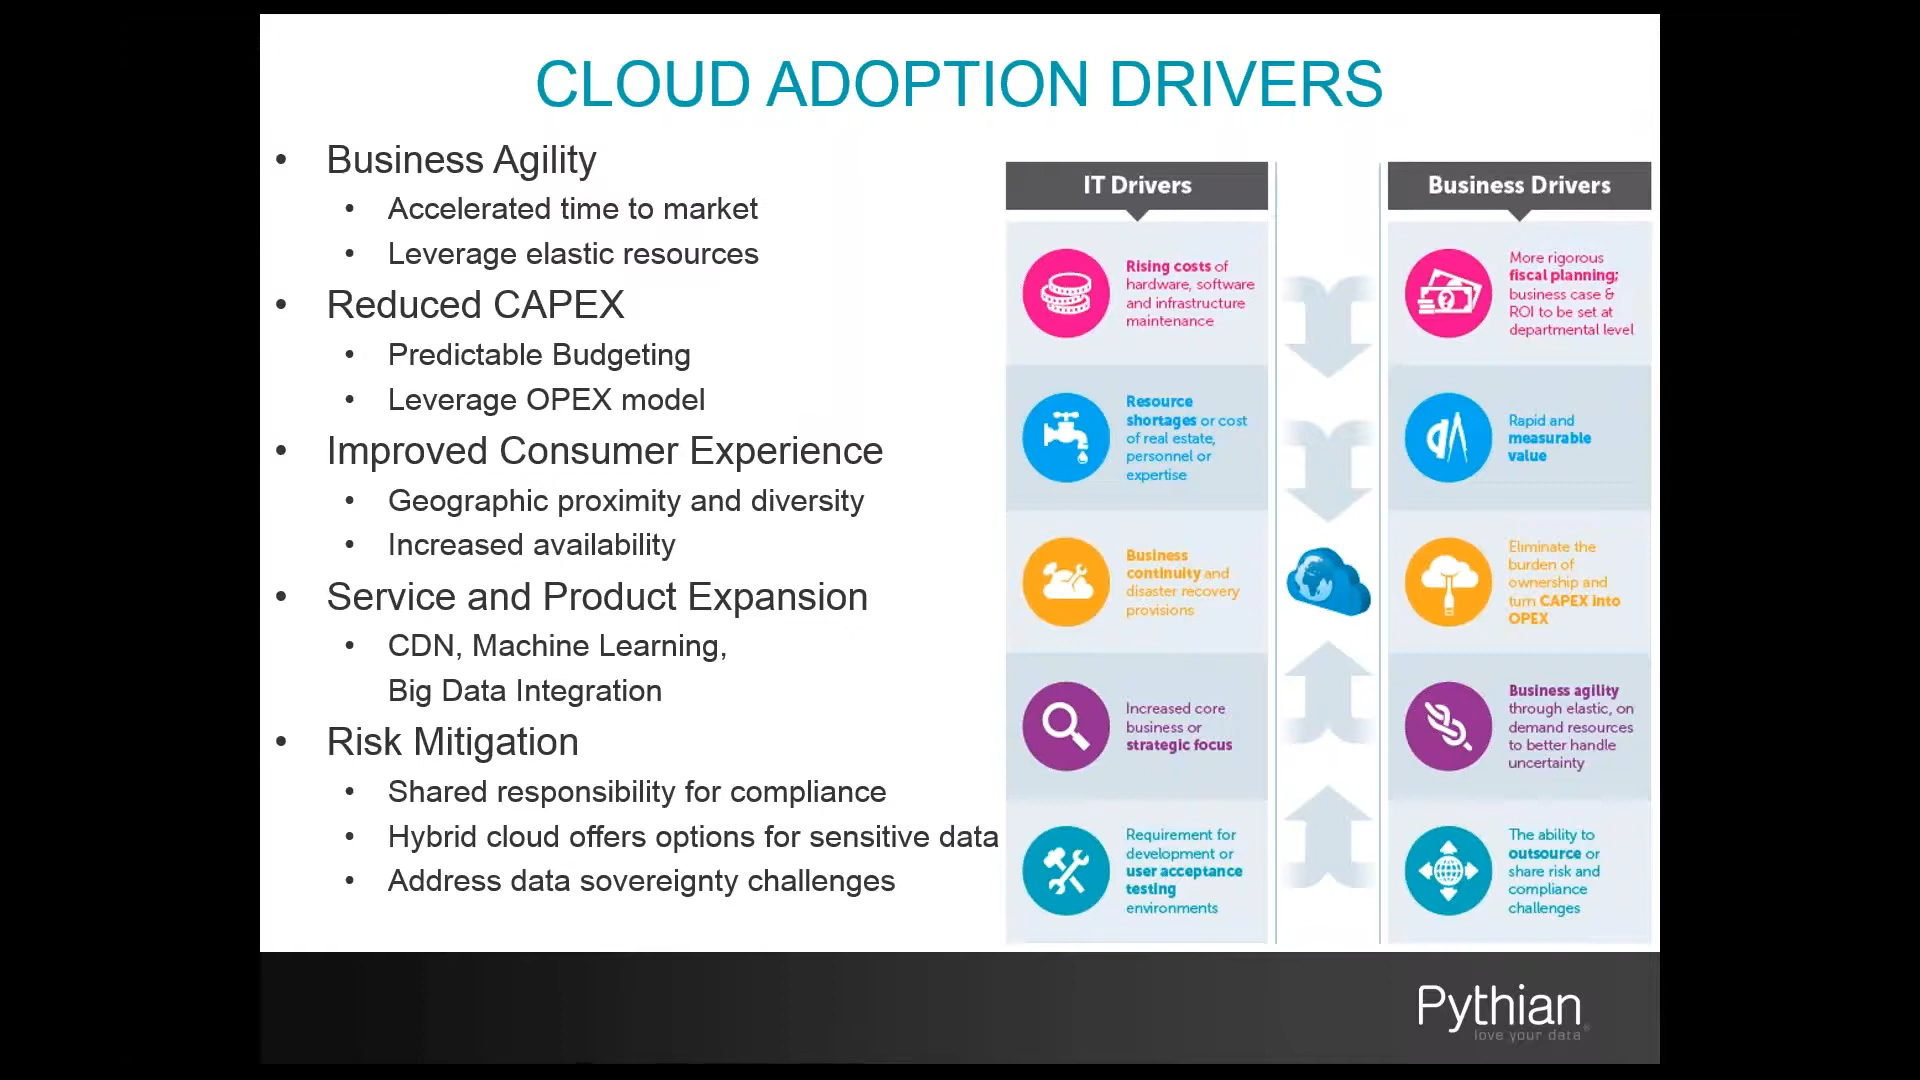 CLOUD ADOPTION DRIVERS
• Business Agility
• Accelerated time to market
• Leverage elastic resources
• Reduced CAPEX
• Predictable Budgeting
• Leverage OPEX model
• Improved Consumer Experience
• Geographic proximity and diversity
• Increased availability
• Service and Product Expansion
• CDN, Machine Learning,
Big Data Integration
• Risk Mitigation
• Shared responsibility for compliance
• Hybrid cloud offers options for sensitive data
• Address data sovereignty challenges
IT Drivers
Rising costs of
hardware, software
and infrastructure
maintenance
Resource
shortages or cost
of real estate,
personnel or
expertise
Business
continuity and
disaster recovery
provisions
Increased core
business or
strategic focus
Requirement for
development or
user acceptance
testing
environments
Business Drivers
More rigorous
fiscal planning;
business case &
ROI to be set at
departmental level
Rapid and
measurable
value
Eliminate the
burden of
ownership and
turn CAPEX into
OPEX
Business agility
through elastic, on
demand resources
to better handle
uncertainty
The ability to
outsource or
share risk and
compliance
challenges
Pythian
love your data®